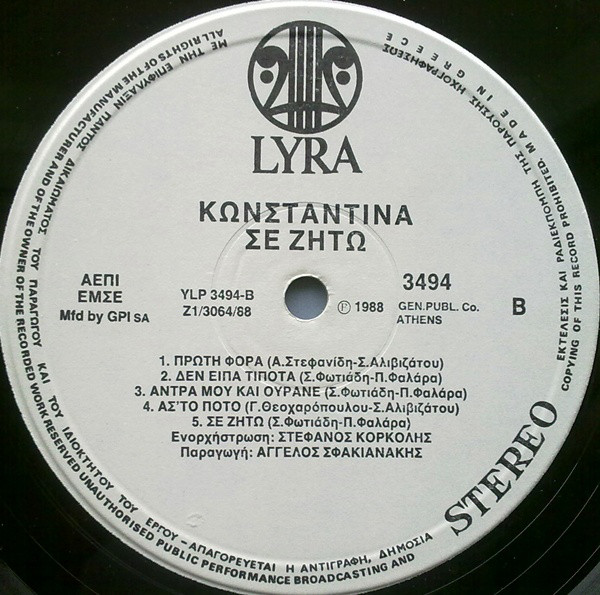 LYRA
ΚΩΝΣΤΑΝΤΙΝΑ
ΣΕ ΖΗΤΩ
ΑΕΠΙ
ΕΜΣΕ
Mfd by GPI SA
YLP 3494-B
Z1/3064/88
Ⓟ 1988
3494
GEN.PUBL. Co.
ATHENS
B
1. ΠΡΩΤΗ ΦΟΡΑ (Α.Στεφανίδη-Σ.Αλιβιζάτου)
2. ΔΕΝ ΕΙΠΑ ΤΙΠΟΤΑ (Σ.Φωτιάδη-Π.Φαλάρα)
3. ΑΝΤΡΑ ΜΟΥ ΚΑΙ ΟΥΡΑΝΕ (Σ.Φωτιάδη-Π.Φαλάρα)
4. ΑΣ'ΤΟ ΠΟΤΟ (Γ.Θεοχαρόπουλου-Σ.Αλιβιζάτου)
5. ΣΕ ΖΗΤΩ (Σ.Φωτιάδη-Π.Φαλάρα)
Ενορχήστρωση: ΣΤΕΦΑΝΟΣ ΚΟΡΚΟΛΗΣ
Παραγωγή: ΑΓΓΕΛΟΣ ΣΦΑΚΙΑΝΑΚΗΣ
STEREO
ΜΕ ΤΗΝ ΕΠΙΦΥΛΑΞΙΝ ΠΑΝΤΟΣ ΔΙΚΑΙΩΜΑΤΟΣ ΤΟΥ ΠΑΡΑΓΩΓΟΥ ΚΑΙ ΤΟΥ ΙΔΙΟΚΤΗΤΟΥ ΤΟΥ ΕΡΓΟΥ – ΑΠΑΓΟΡΕΥΕΤΑΙ Η ΑΝΤΙΓΡΑΦΗ, ΔΗΜΟΣΙΑ ΕΚΤΕΛΕΣΙΣ ΚΑΙ ΡΑΔΙΕΚΠΟΜΠΗ ΤΗΣ ΠΑΡΟΥΣΗΣ ΗΧΟΓΡΑΦΗΣΕΩΣ
ALL RIGHTS OF THE MANUFACTURER AND OF THE OWNER OF THE RECORDED WORK RESERVED UNAUTHORISED PUBLIC PERFORMANCE BROADCASTING AND COPYING OF THIS RECORD PROHIBITED. MADE IN GREECE